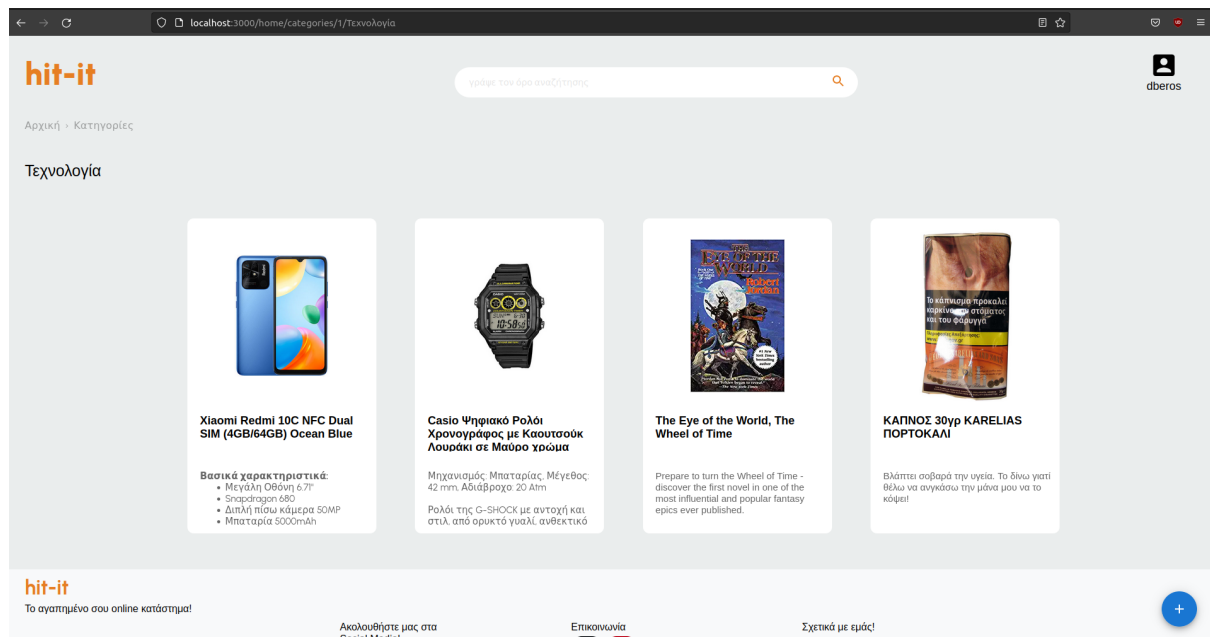 localhost:3000/home/categories/1/Τεχνολογία
hit-it
γράψε τον όρο αναζήτησης
dberos
Αρχική › Κατηγορίες
Τεχνολογία
THE
EYE OF THE
WORLD
Robert
Jordan
Το κάπνισμα προκαλεί
καρκίνο του στόματος
και του φάρυγγα
CASIO
10:58
Xiaomi Redmi 10C NFC Dual
SIM (4GB/64GB) Ocean Blue
Βασικά χαρακτηριστικά:
• Μεγάλη Οθόνη 6.71"
• Snapdragon 680
• Διπλή πίσω κάμερα 50MP
• Μπαταρία 5000mAh
Casio Ψηφιακό Ρολόι
Χρονογράφος με Καουτσούκ
Λουράκι σε Μαύρο χρώμα
Μηχανισμός: Μπαταρίας, Μέγεθος:
42 mm, Αδιάβροχο: 20 Atm
Ρολόι της G-SHOCK με αντοχή και
στιλ, από ορυκτό γυαλί, ανθεκτικό
The Eye of the World, The
Wheel of Time
Prepare to turn the Wheel of Time -
discover the first novel in one of the
most influential and popular fantasy
epics ever published.
ΚΑΠΝΟΣ 30γρ KARELIAS
ΠΟΡΤΟΚΑΛΙ
Βλάπτει σοβαρά την υγεία. Το δίνω γιατί
θέλω να ανγκάσω την μάνα μου να το
κόψει!
hit-it
Το αγαπημένο σου online κατάστημα!
Ακολουθήστε μας στα
Social Media!
Επικοινωνία
Σχετικά με εμάς!
+